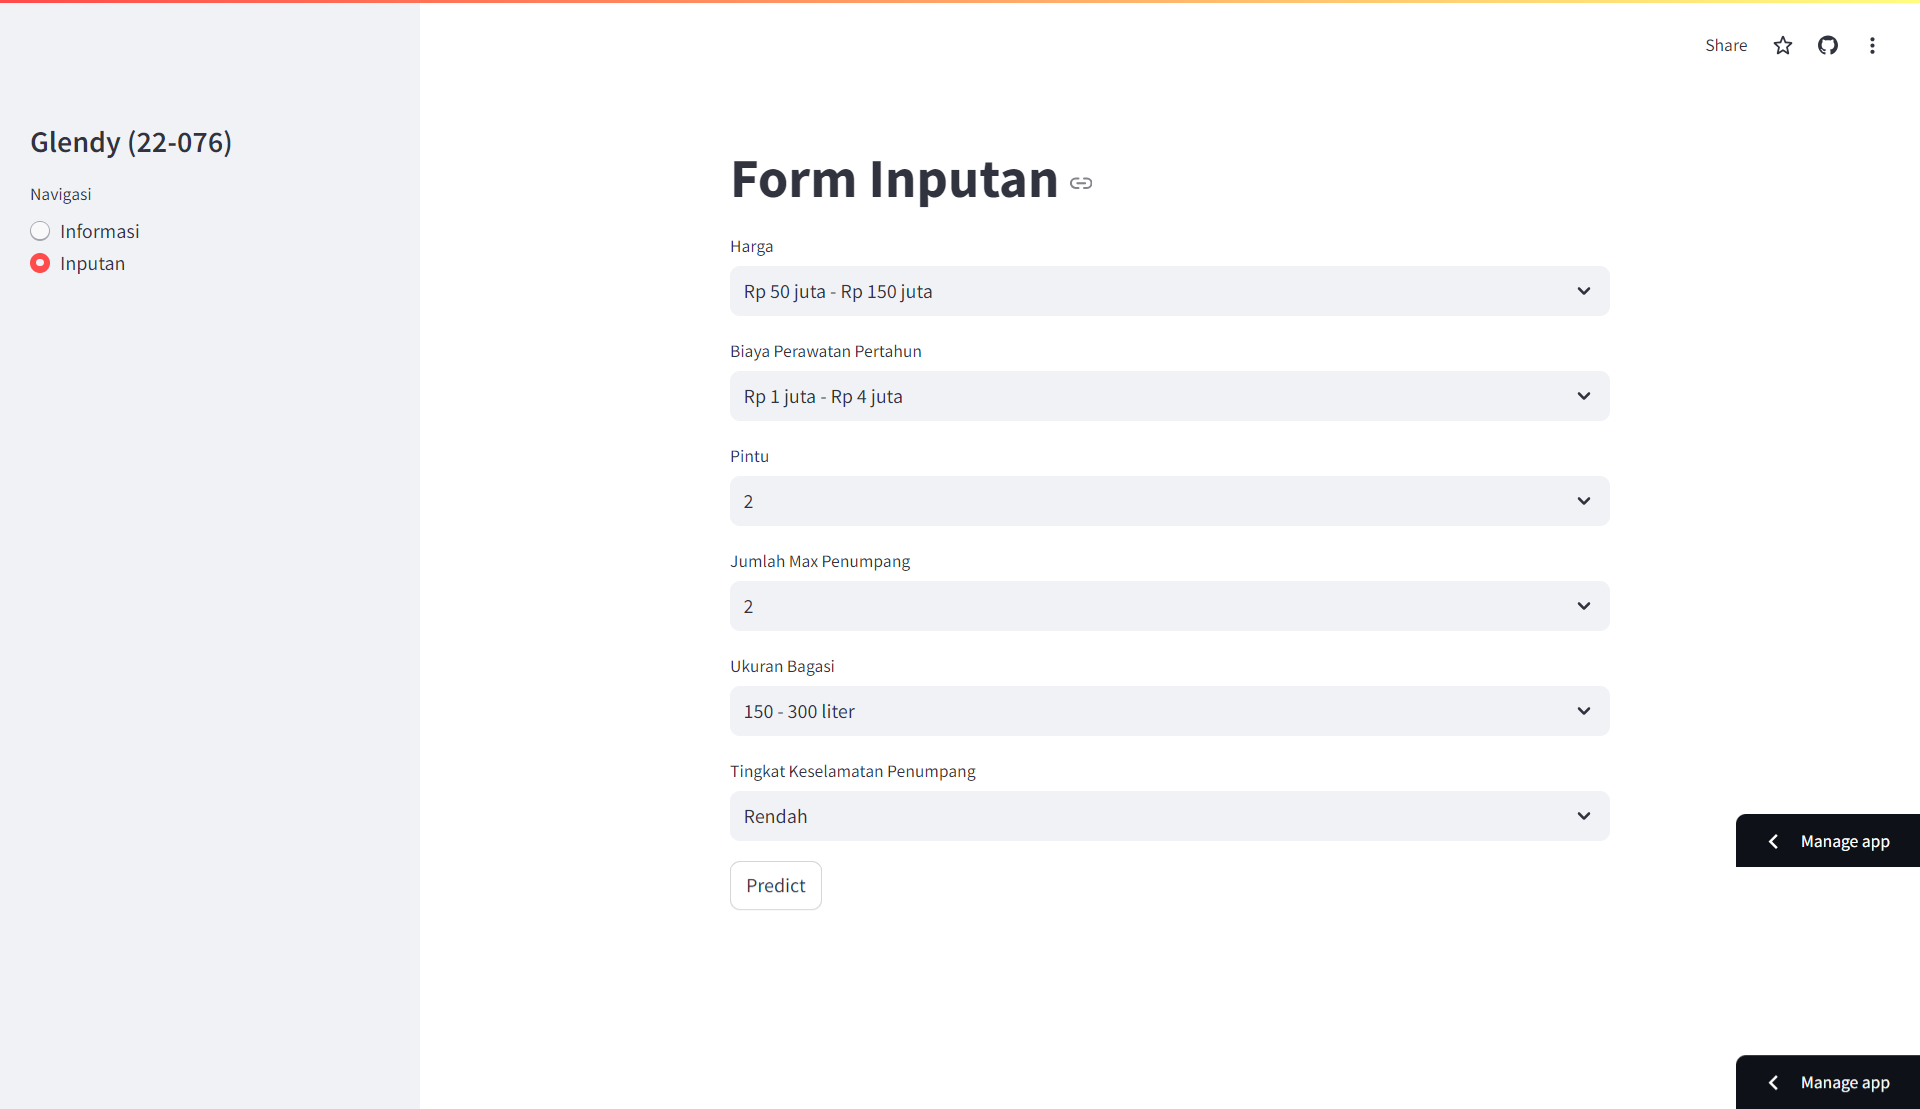 Share
Glendy (22-076)
Navigasi
Informasi
Inputan
Form Inputan
Harga
Rp 50 juta - Rp 150 juta
Biaya Perawatan Pertahun
Rp 1 juta - Rp 4 juta
Pintu
2
Jumlah Max Penumpang
2
Ukuran Bagasi
150 - 300 liter
Tingkat Keselamatan Penumpang
Rendah
Predict
Manage app
Manage app